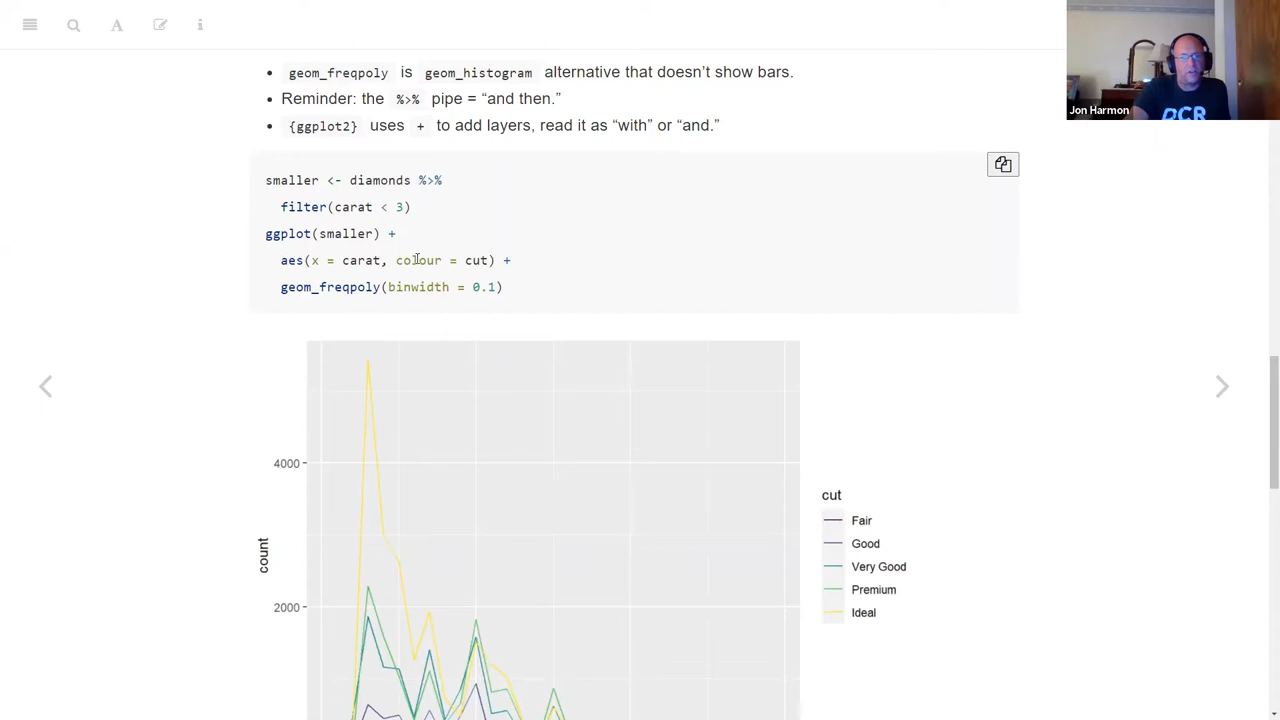 geom_freqpoly is geom_histogram alternative that doesn't show bars.
Reminder: the %>% pipe = “and then.”
{ggplot2} uses + to add layers, read it as “with” or “and.”
Jon Harmon
DCR
smaller <- diamonds %>%
filter(carat < 3)
ggplot(smaller) +
aes(x = carat, colour = cut) +
geom_freqpoly(binwidth = 0.1)
4000
2000
count
cut
Fair
Good
Very Good
Premium
Ideal